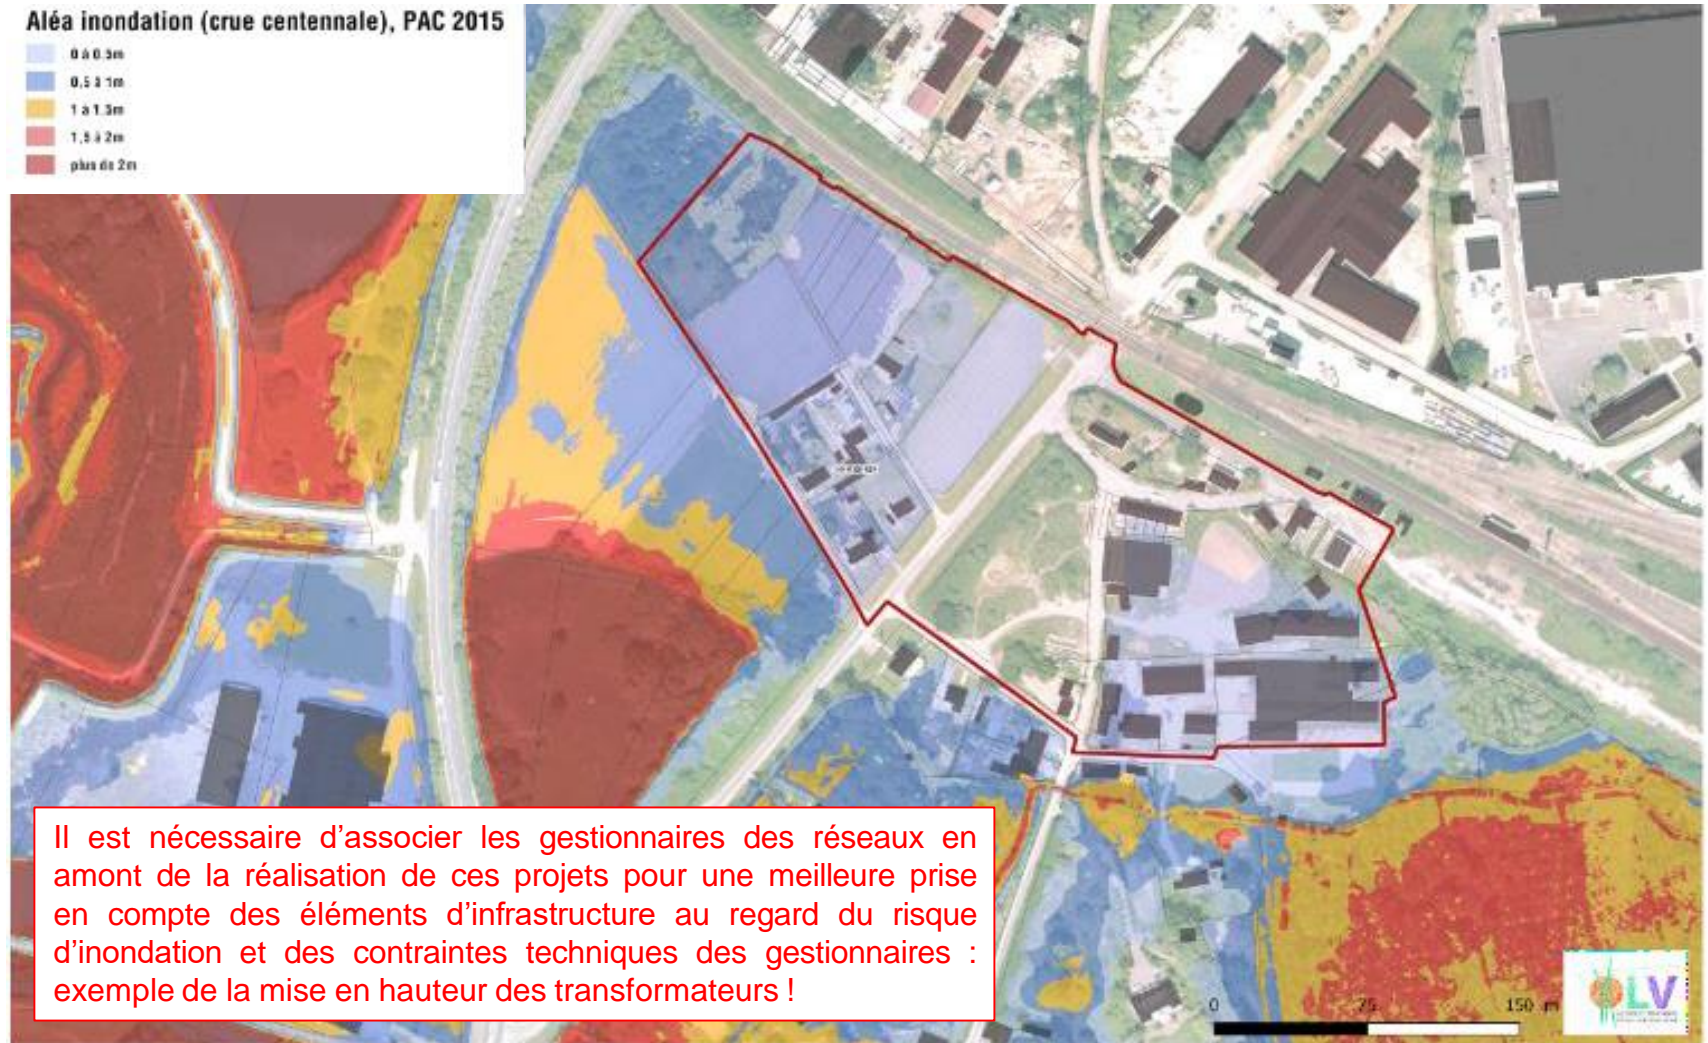 Aléa inondation (crue centennale), PAC 2015
0 à 0.5m
0,5 à 1m
1 à 1.5m
1,5 à 2m
plus de 2m
Il est nécessaire d’associer les gestionnaires des réseaux en
amont de la réalisation de ces projets pour une meilleure prise
en compte des éléments d’infrastructure au regard du risque
d’inondation et des contraintes techniques des gestionnaires :
exemple de la mise en hauteur des transformateurs !
0 75 150 m
LV